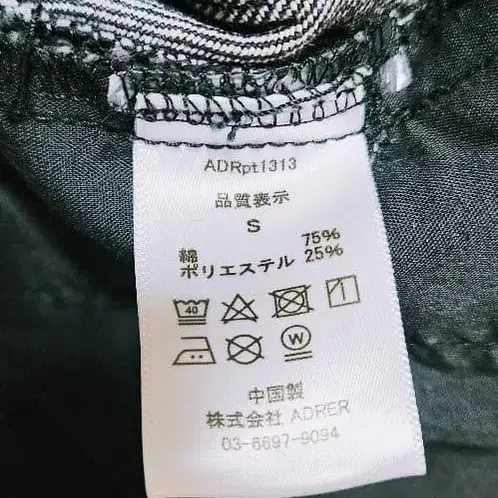 ADRpt1313
品質表示
S
綿 75%
ポリエステル 25%
40
W
中国製
株式会社 ADRER
03-6697-9094